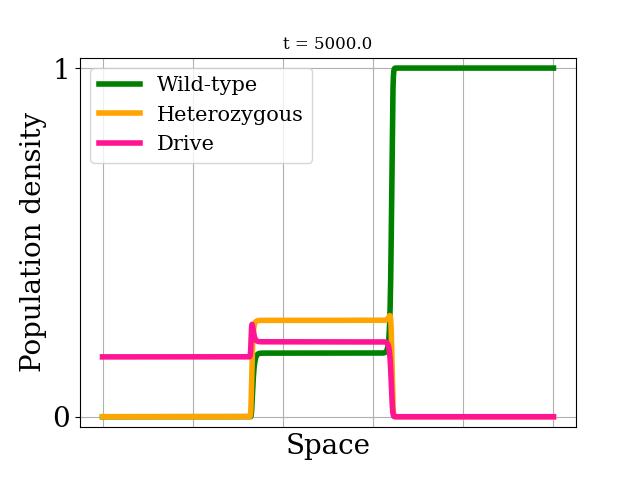 t = 5000.0
1
Wild-type
Heterozygous
Drive
Population density
0
Space